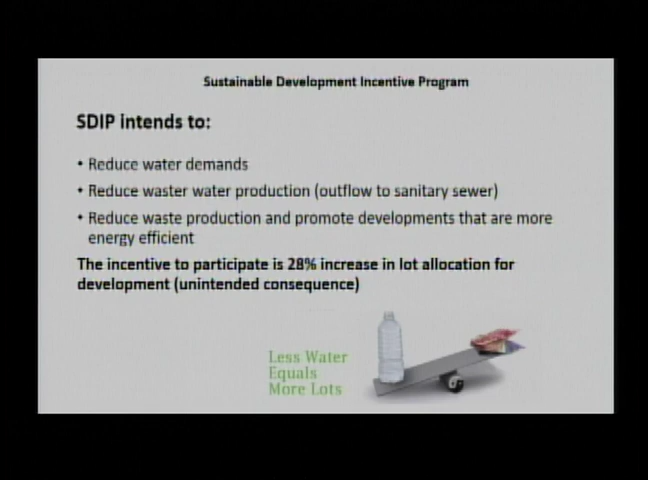 Sustainable Development Incentive Program
SDIP intends to:
• Reduce water demands
• Reduce waster water production (outflow to sanitary sewer)
• Reduce waste production and promote developments that are more
energy efficient
The incentive to participate is 28% increase in lot allocation for
development (unintended consequence)
Less Water
Equals
More Lots